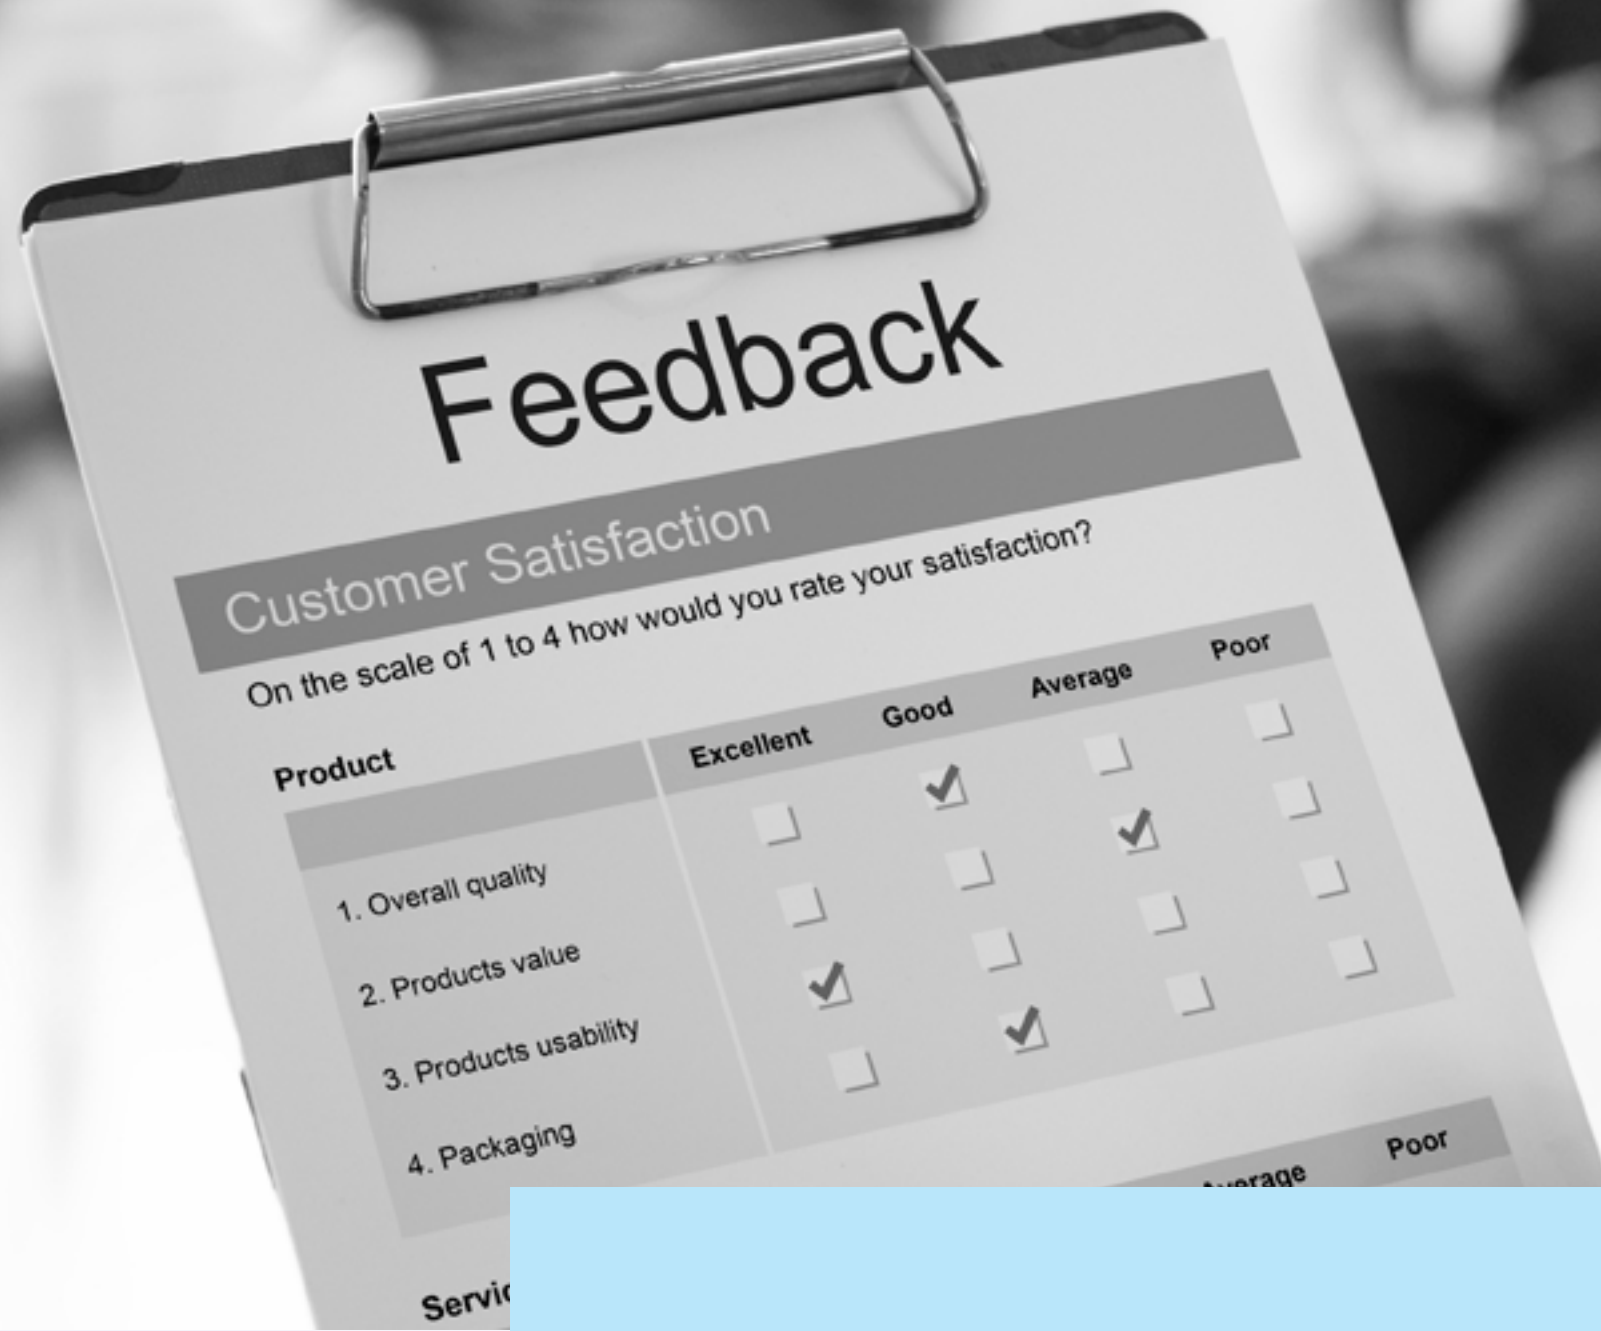 Feedback
Customer Satisfaction
On the scale of 1 to 4 how would you rate your satisfaction?
Product
Excellent Good Average Poor
1. Overall quality
2. Products value
3. Products usability
4. Packaging
Average Poor